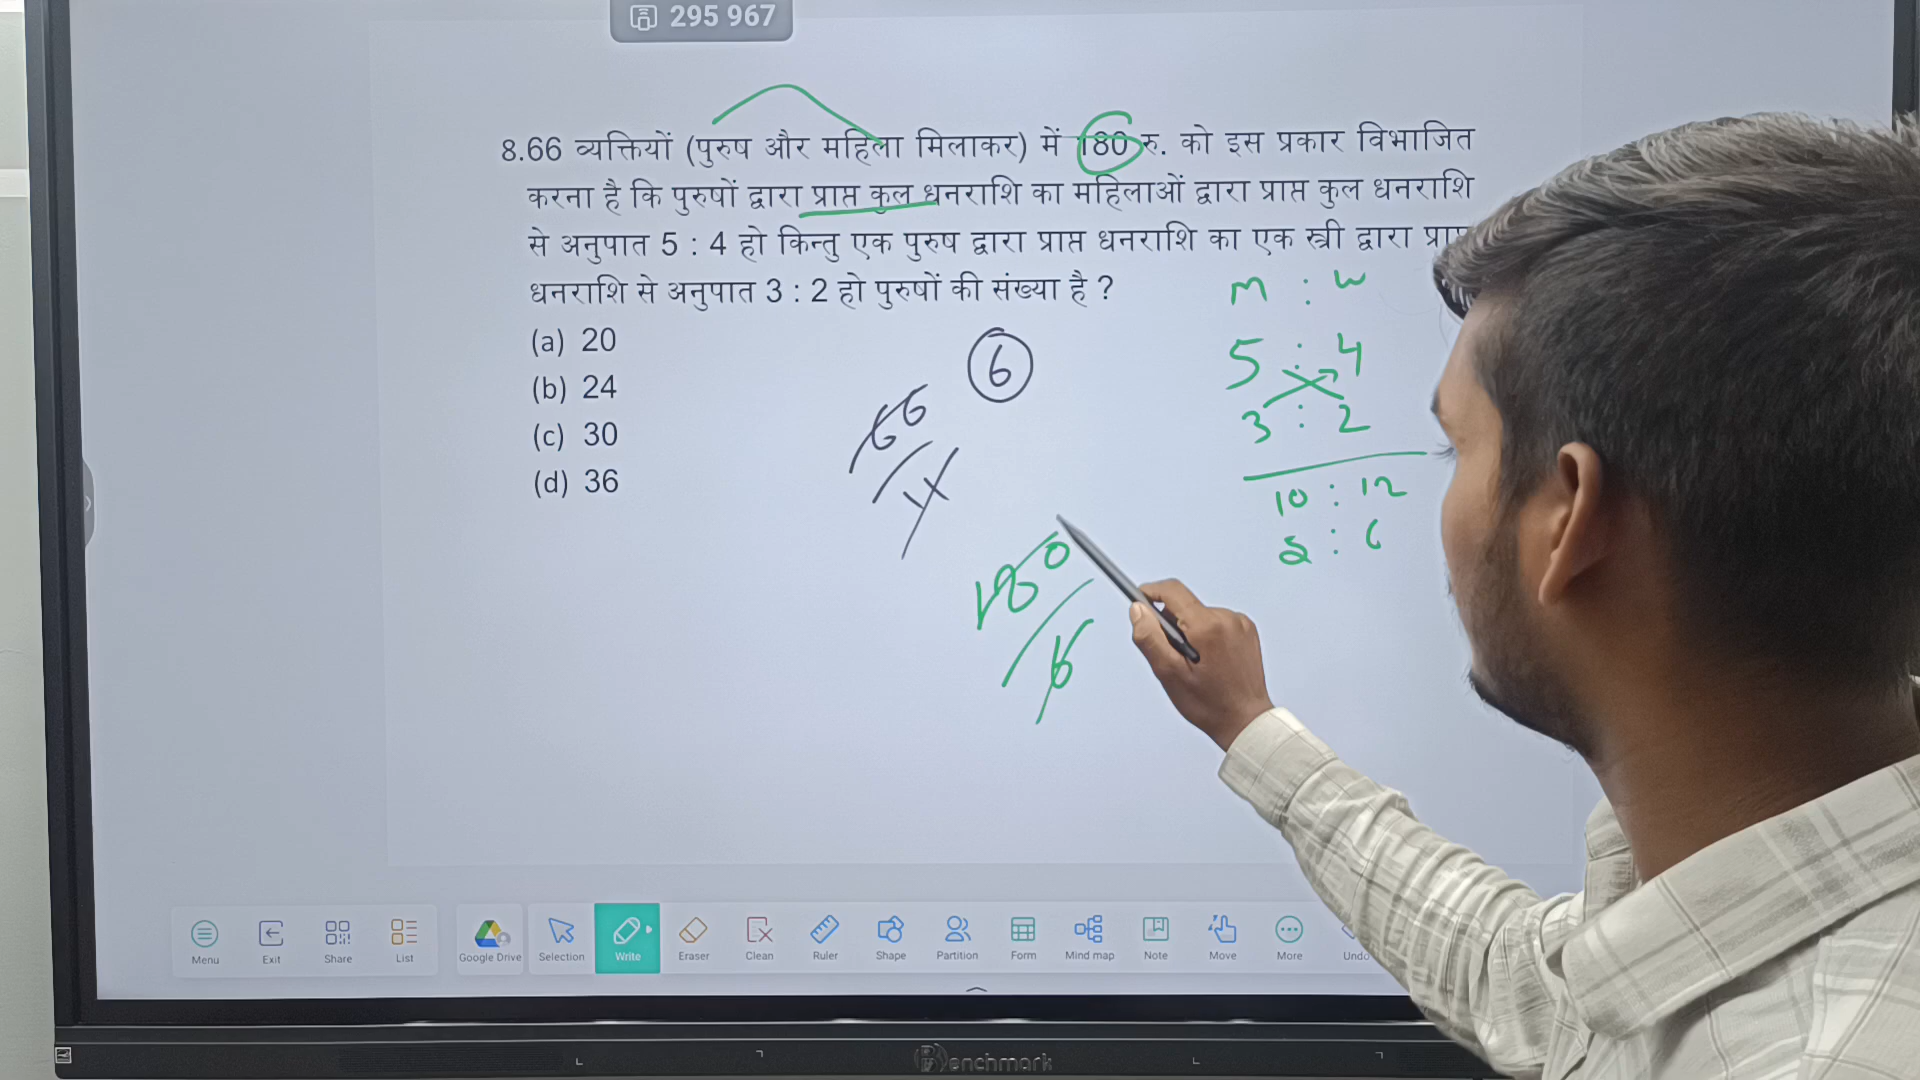 295 967
8.66 व्यक्तियों (पुरुष और महिला मिलाकर) में 180 रु. को इस प्रकार विभाजित
करना है कि पुरुषों द्वारा प्राप्त कुल धनराशि का महिलाओं द्वारा प्राप्त कुल धनराशि
से अनुपात 5 : 4 हो किन्तु एक पुरुष द्वारा प्राप्त धनराशि का एक स्त्री द्वारा
धनराशि से अनुपात 3 : 2 हो पुरुषों की संख्या है ?
(a) 20
(b) 24
(c) 30
(d) 36
6
66
11
180
M : W
5 : 4
3 : 2
10 : 12
5 : 6
Menu
Exit
Share
List
Google Drive
Selection
Write
Eraser
Clean
Ruler
Shape
Partition
Form
Mind map
Note
Move
More
Undo
Benchmark